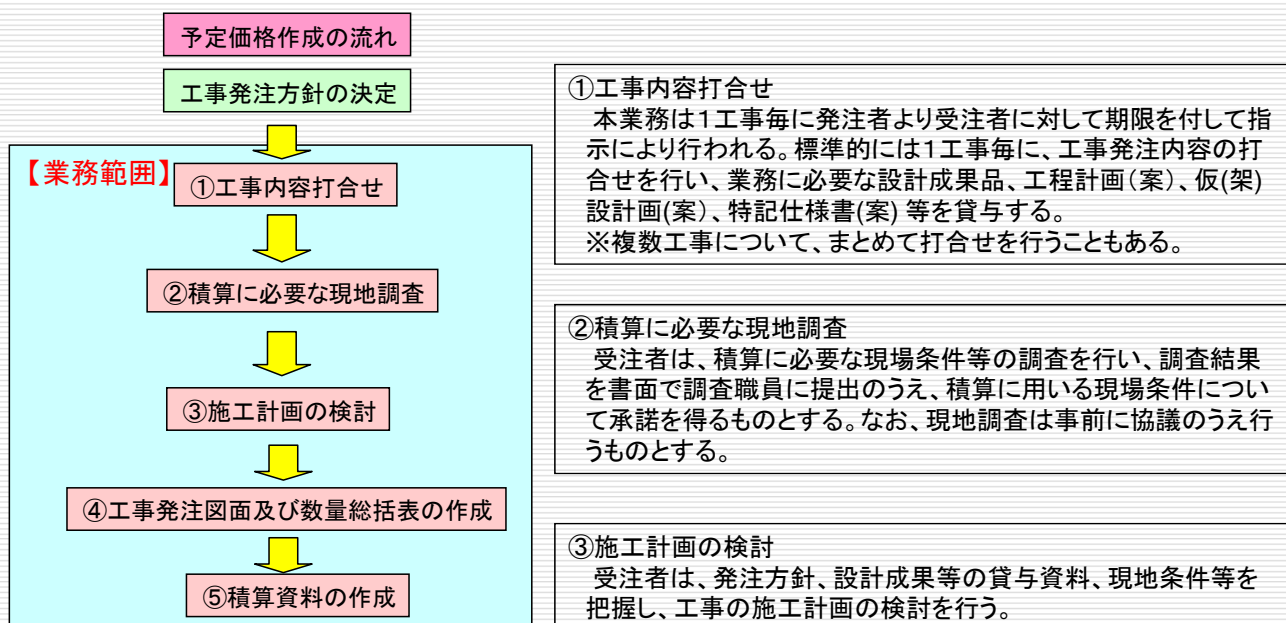 予定価格作成の流れ
工事発注方針の決定
【業務範囲】
①工事内容打合せ
②積算に必要な現地調査
③施工計画の検討
④工事発注図面及び数量総括表の作成
⑤積算資料の作成
①工事内容打合せ
本業務は1工事毎に発注者より受注者に対して期限を付して指
示により行われる。標準的には1工事毎に、工事発注内容の打
合せを行い、業務に必要な設計成果品、工程計画(案)、仮(架)
設計画(案)、特記仕様書(案) 等を貸与する。
※複数工事について、まとめて打合せを行うこともある。
②積算に必要な現地調査
受注者は、積算に必要な現場条件等の調査を行い、調査結果
を書面で調査職員に提出のうえ、積算に用いる現場条件につい
て承諾を得るものとする。なお、現地調査は事前に協議のうえ行
うものとする。
③施工計画の検討
受注者は、発注方針、設計成果等の貸与資料、現地条件等を
把握し、工事の施工計画の検討を行う。